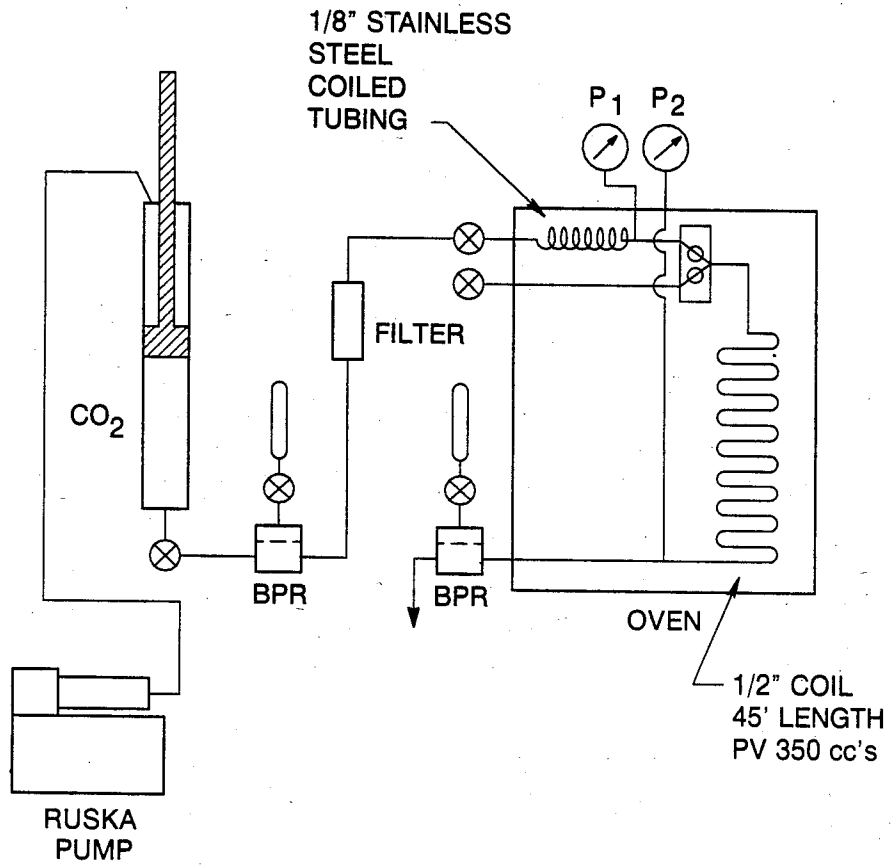 1/8" STAINLESS
STEEL
COILED
TUBING
P1 P2
FILTER
CO2
BPR
BPR
OVEN
1/2" COIL
45' LENGTH
PV 350 cc's
RUSKA
PUMP